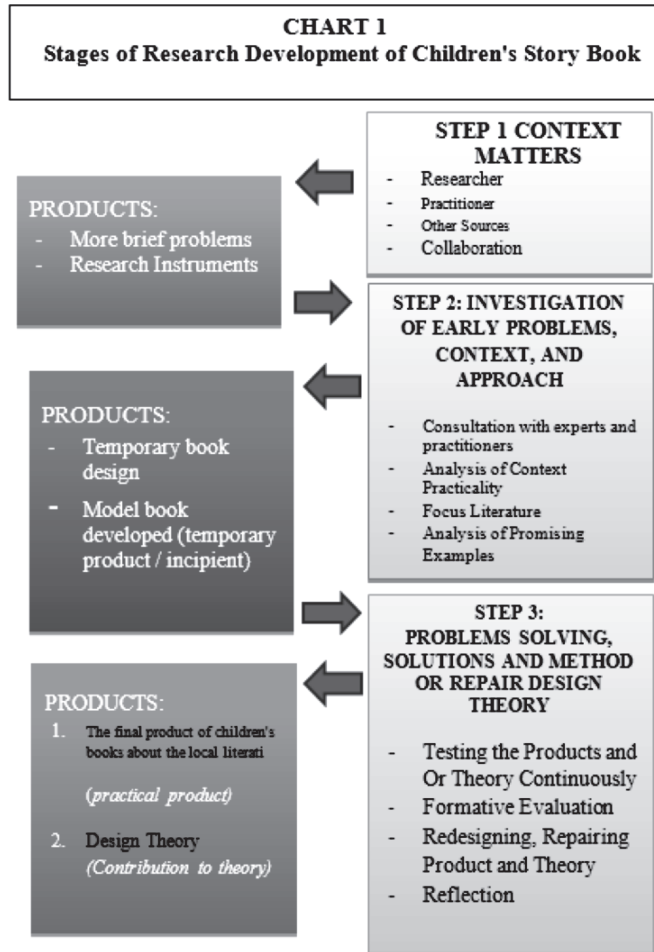 CHART 1
Stages of Research Development of Children's Story Book
STEP 1 CONTEXT
MATTERS
- Researcher
- Practitioner
- Other Sources
- Collaboration
PRODUCTS:
- More brief problems
- Research Instruments
STEP 2: INVESTIGATION
OF EARLY PROBLEMS,
CONTEXT, AND
APPROACH
- Consultation with experts and
practitioners
- Analysis of Context
Practicality
- Focus Literature
- Analysis of Promising
Examples
PRODUCTS:
- Temporary book
design
- Model book
developed (temporary
product / incipient)
STEP 3:
PROBLEMS SOLVING,
SOLUTIONS AND METHOD
OR REPAIR DESIGN
THEORY
- Testing the Products and
Or Theory Continuously
- Formative Evaluation
- Redesigning, Repairing
Product and Theory
- Reflection
PRODUCTS:
1. The final product of children's
books about the local literati
(practical product)
2. Design Theory
(Contribution to theory)